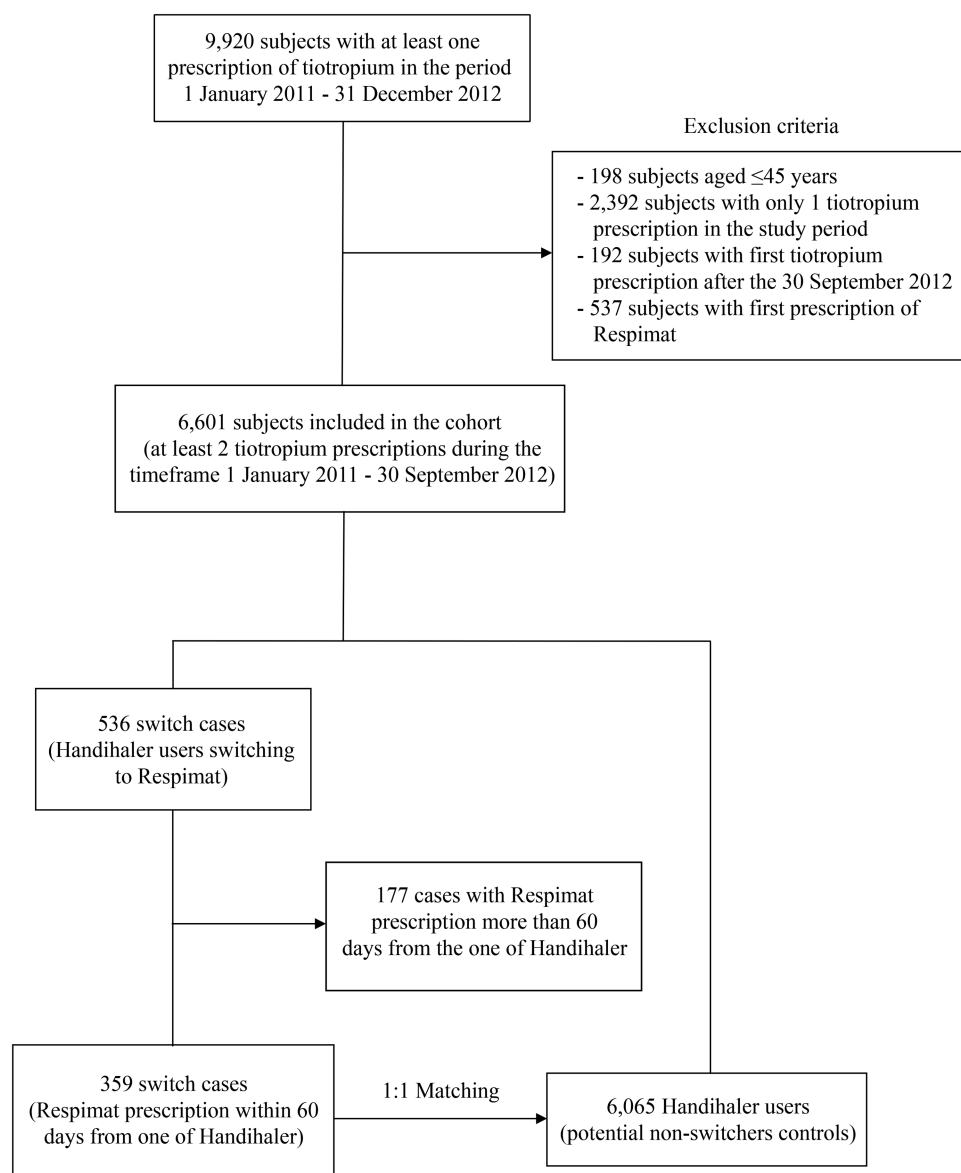 9,920 subjects with at least one
prescription of tiotropium in the period
1 January 2011 - 31 December 2012
Exclusion criteria
- 198 subjects aged ≤45 years
- 2,392 subjects with only 1 tiotropium
prescription in the study period
- 192 subjects with first tiotropium
prescription after the 30 September 2012
- 537 subjects with first prescription of
Respimat
6,601 subjects included in the cohort
(at least 2 tiotropium prescriptions during the
timeframe 1 January 2011 - 30 September 2012)
536 switch cases
(Handihaler users switching
to Respimat)
177 cases with Respimat
prescription more than 60
days from the one of Handihaler
359 switch cases
(Respimat prescription within 60
days from one of Handihaler)
1:1 Matching
6,065 Handihaler users
(potential non-switchers controls)